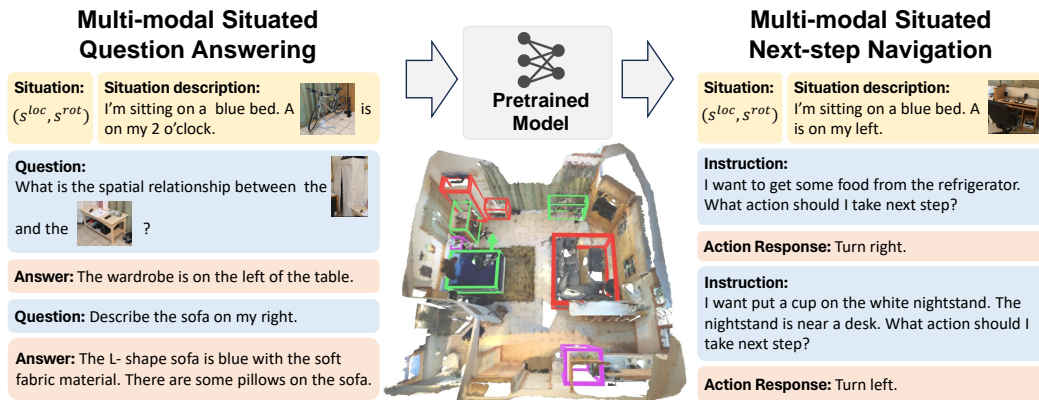 Multi-modal Situated
Question Answering
Situation:
(s^loc, s^rot)
Situation description:
I'm sitting on a blue bed. A is
on my 2 o'clock.
Question:
What is the spatial relationship between the
and the ?
Answer: The wardrobe is on the left of the table.
Question: Describe the sofa on my right.
Answer: The L- shape sofa is blue with the soft
fabric material. There are some pillows on the sofa.
Pretrained
Model
Multi-modal Situated
Next-step Navigation
Situation:
(s^loc, s^rot)
Situation description:
I'm sitting on a blue bed. A
is on my left.
Instruction:
I want to get some food from the refrigerator.
What action should I take next step?
Action Response: Turn right.
Instruction:
I want put a cup on the white nightstand. The
nightstand is near a desk. What action should I
take next step?
Action Response: Turn left.